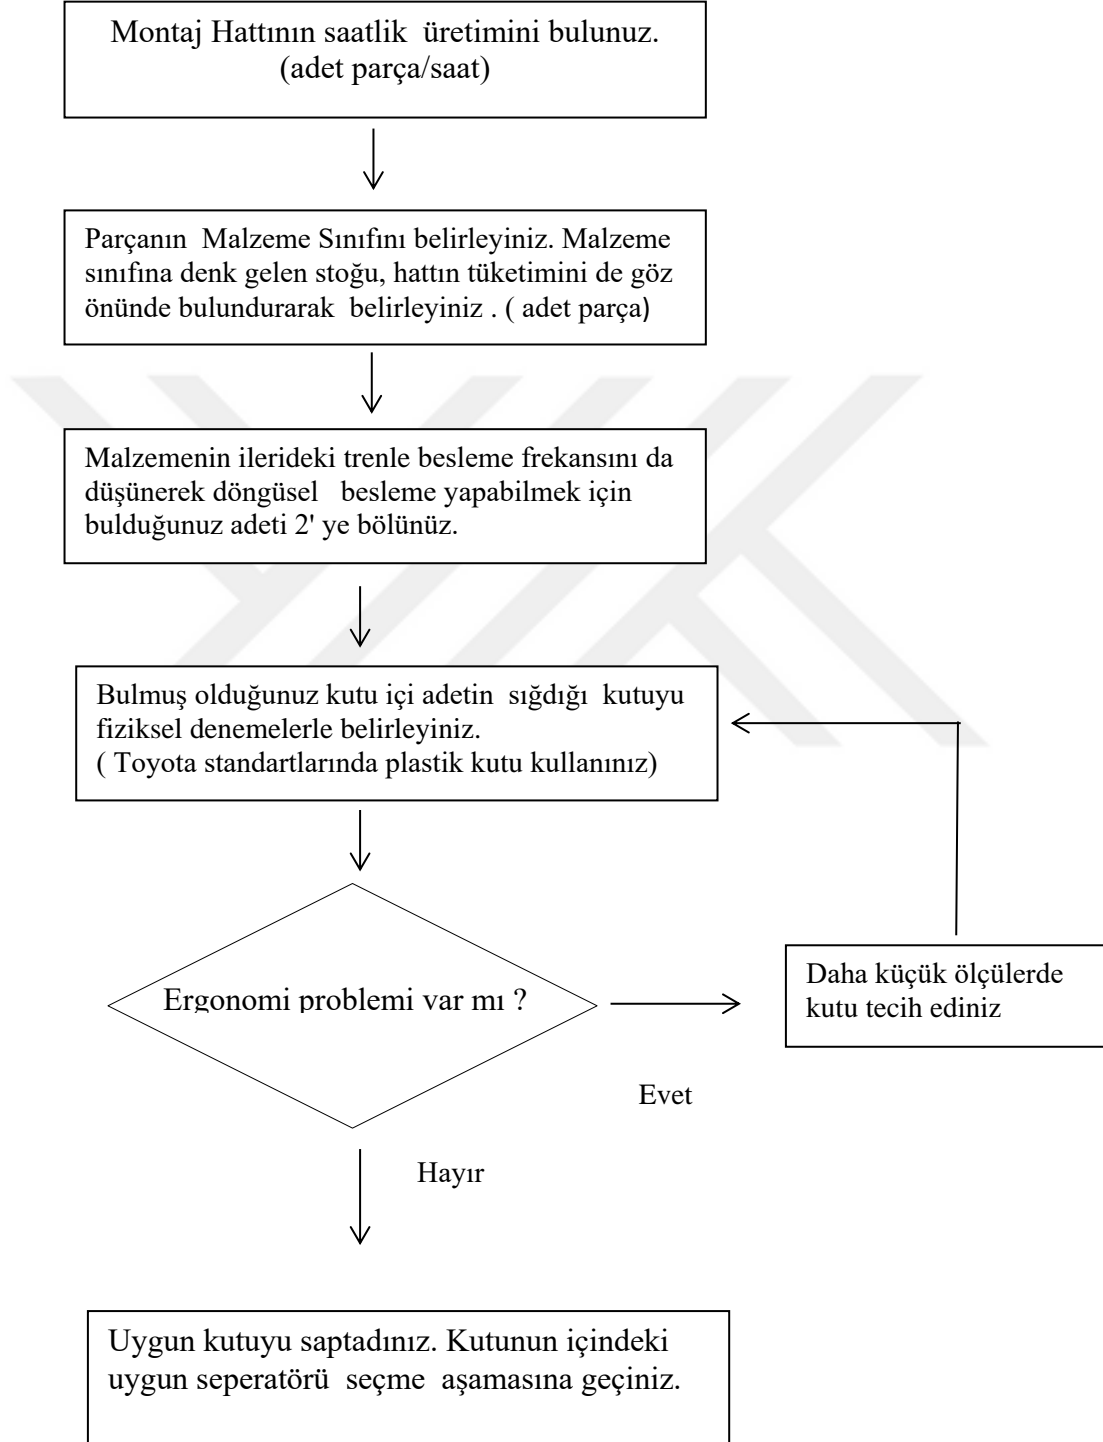 Montaj Hattının saatlik üretimini bulunuz.
(adet parça/saat)
Parçanın Malzeme Sınıfını belirleyiniz. Malzeme
sınıfına denk gelen stoğu, hattın tüketimini de göz
önünde bulundurarak belirleyiniz . ( adet parça)
Malzemenin ilerideki trenle besleme frekansını da
düşünerek döngüsel besleme yapabilmek için
bulduğunuz adeti 2' ye bölünüz.
Bulmuş olduğunuz kutu içi adetin sığdığı kutuyu
fiziksel denemelerle belirleyiniz.
( Toyota standartlarında plastik kutu kullanınız)
Ergonomi problemi var mı ?
Daha küçük ölçülerde
kutu tecih ediniz
Evet
Hayır
Uygun kutuyu saptadınız. Kutunun içindeki
uygun seperatörü seçme aşamasına geçiniz.